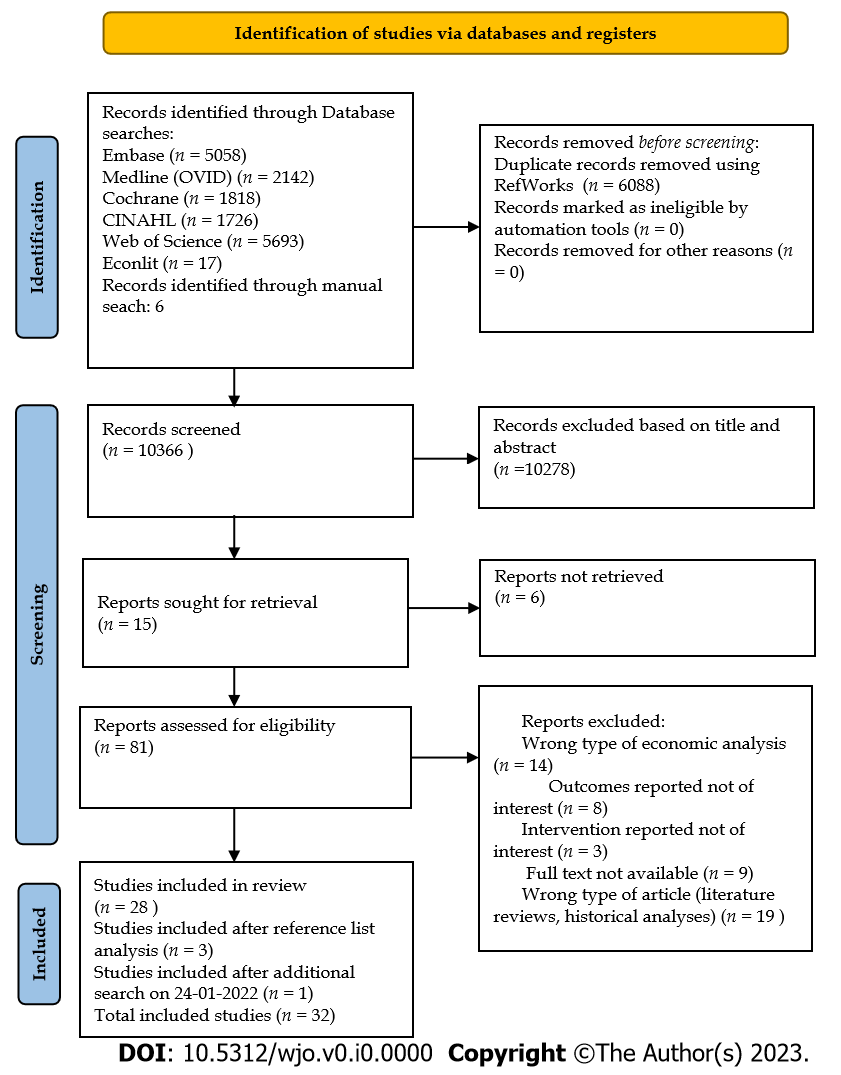 Identification of studies via databases and registers
Identification
Records identified through Database
searches:
Embase (n = 5058)
Medline (OVID) (n = 2142)
Cochrane (n = 1818)
CINAHL (n = 1726)
Web of Science (n = 5693)
Econlit (n = 17)
Records identified through manual
seach: 6
Records removed before screening:
Duplicate records removed using
RefWorks (n = 6088)
Records marked as ineligible by
automation tools (n = 0)
Records removed for other reasons (n
= 0)
Screening
Records screened
(n = 10366 )
Records excluded based on title and
abstract
(n =10278)
Reports sought for retrieval
(n = 15)
Reports not retrieved
(n = 6)
Reports assessed for eligibility
(n = 81)
Reports excluded:
Wrong type of economic analysis
(n = 14)
Outcomes reported not of
interest (n = 8)
Intervention reported not of
interest (n = 3)
Full text not available (n = 9)
Wrong type of article (literature
reviews, historical analyses) (n = 19 )
Included
Studies included in review
(n = 28 )
Studies included after reference list
analysis (n = 3)
Studies included after additional
search on 24-01-2022 (n = 1)
Total included studies (n = 32)
DOI: 10.5312/wjo.v0.i0.0000 Copyright ©The Author(s) 2023.